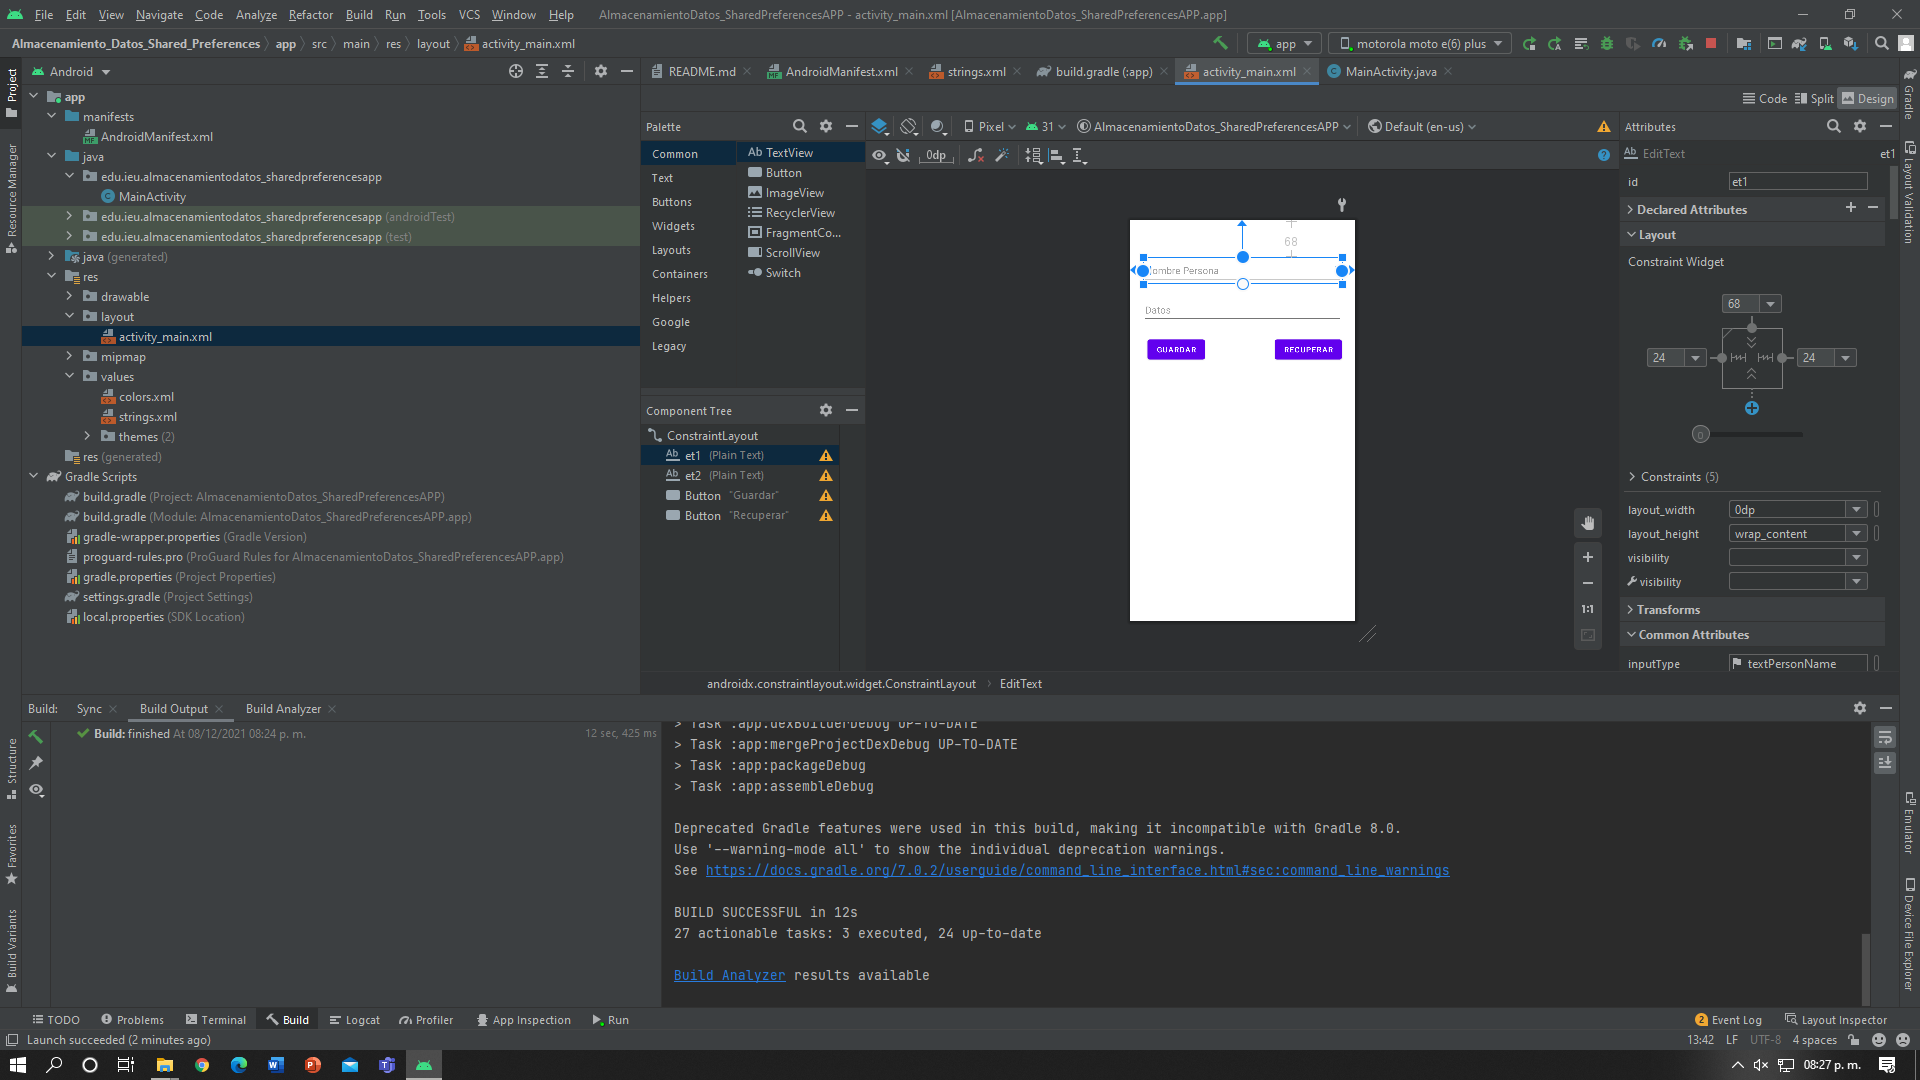 File Edit View Navigate Code Analyze Refactor Build Run Tools VCS Window Help AlmacenamientoDatos_SharedPreferencesAPP - activity_main.xml [AlmacenamientoDatos_SharedPreferencesAPP.app]
Almacenamiento_Datos_Shared_Preferences app src main res layout activity_main.xml
app motorola moto e(6) plus
Project
Resource Manager
Structure
Favorites
Build Variants
Android
app
manifests
AndroidManifest.xml
java
edu.ieu.almacenamientodatos_sharedpreferencesapp
MainActivity
edu.ieu.almacenamientodatos_sharedpreferencesapp (androidTest)
edu.ieu.almacenamientodatos_sharedpreferencesapp (test)
java (generated)
res
drawable
layout
activity_main.xml
mipmap
values
colors.xml
strings.xml
themes (2)
res (generated)
Gradle Scripts
build.gradle (Project: AlmacenamientoDatos_SharedPreferencesAPP)
build.gradle (Module: AlmacenamientoDatos_SharedPreferencesAPP.app)
gradle-wrapper.properties (Gradle Version)
proguard-rules.pro (ProGuard Rules for AlmacenamientoDatos_SharedPreferencesAPP.app)
gradle.properties (Project Properties)
settings.gradle (Project Settings)
local.properties (SDK Location)
README.md AndroidManifest.xml strings.xml build.gradle (:app) activity_main.xml MainActivity.java
Code Split Design
Palette
Common
Text
Buttons
Widgets
Layouts
Containers
Helpers
Google
Legacy
Ab TextView
Button
ImageView
RecyclerView
FragmentCo...
ScrollView
Switch
Component Tree
ConstraintLayout
Ab et1 (Plain Text)
Ab et2 (Plain Text)
Button "Guardar"
Button "Recuperar"
Pixel 31 AlmacenamientoDatos_SharedPreferencesAPP Default (en-us)
0dp
68
ombre Persona
Datos
GUARDAR RECUPERAR
1:1
androidx.constraintlayout.widget.ConstraintLayout EditText
Attributes
Ab EditText et1
id et1
Declared Attributes
Layout
Constraint Widget
68
24 24
0
Constraints (5)
layout_width 0dp
layout_height wrap_content
visibility
visibility
Transforms
Common Attributes
inputType textPersonName
Gradle
Layout Validation
Emulator
Device File Explorer
Build: Sync Build Output Build Analyzer
Build: finished At 08/12/2021 08:24 p. m. 12 sec, 425 ms
> Task :app:dexBuilderDebug UP-TO-DATE
> Task :app:mergeProjectDexDebug UP-TO-DATE
> Task :app:packageDebug
> Task :app:assembleDebug
Deprecated Gradle features were used in this build, making it incompatible with Gradle 8.0.
Use '--warning-mode all' to show the individual deprecation warnings.
See https://docs.gradle.org/7.0.2/userguide/command_line_interface.html#sec:command_line_warnings
BUILD SUCCESSFUL in 12s
27 actionable tasks: 3 executed, 24 up-to-date
Build Analyzer results available
TODO Problems Terminal Build Logcat Profiler App Inspection Run 2 Event Log Layout Inspector
Launch succeeded (2 minutes ago) 13:42 LF UTF-8 4 spaces
08:27 p. m.